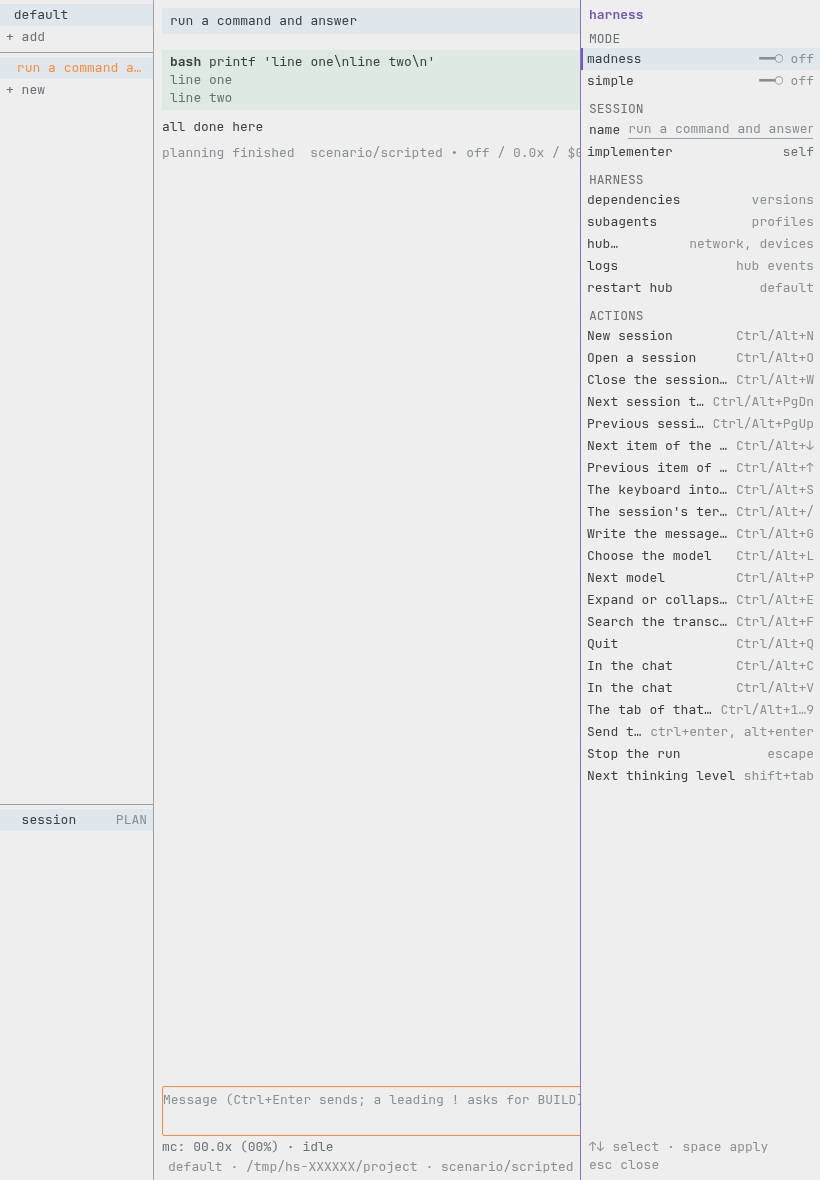 default
+ add
run a command a…
+ new
session PLAN
run a command and answer
bash printf 'line one\nline two\n'
line one
line two
all done here
planning finished scenario/scripted • off / 0.0x / $0
Message (Ctrl+Enter sends; a leading ! asks for BUILD)
mc: 00.0x (00%) · idle
default · /tmp/hs-XXXXXX/project · scenario/scripted
harness
MODE
madness off
simple off
SESSION
name run a command and answer
implementer self
HARNESS
dependencies versions
subagents profiles
hub… network, devices
logs hub events
restart hub default
ACTIONS
New session Ctrl/Alt+N
Open a session Ctrl/Alt+O
Close the session… Ctrl/Alt+W
Next session t… Ctrl/Alt+PgDn
Previous sessi… Ctrl/Alt+PgUp
Next item of the … Ctrl/Alt+↓
Previous item of … Ctrl/Alt+↑
The keyboard into… Ctrl/Alt+S
The session's ter… Ctrl/Alt+/
Write the message… Ctrl/Alt+G
Choose the model Ctrl/Alt+L
Next model Ctrl/Alt+P
Expand or collaps… Ctrl/Alt+E
Search the transc… Ctrl/Alt+F
Quit Ctrl/Alt+Q
In the chat Ctrl/Alt+C
In the chat Ctrl/Alt+V
The tab of that… Ctrl/Alt+1…9
Send t… ctrl+enter, alt+enter
Stop the run escape
Next thinking level shift+tab
↑↓ select · space apply
esc close